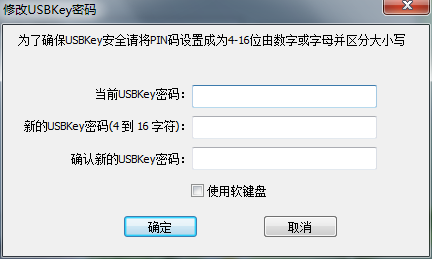 修改USBKey密码
为了确保USBKey安全请将PIN码设置成为4-16位由数字或字母并区分大小写
当前USBKey密码：
新的USBKey密码(4 到 16 字符)：
确认新的USBKey密码：
使用软键盘
确定
取消